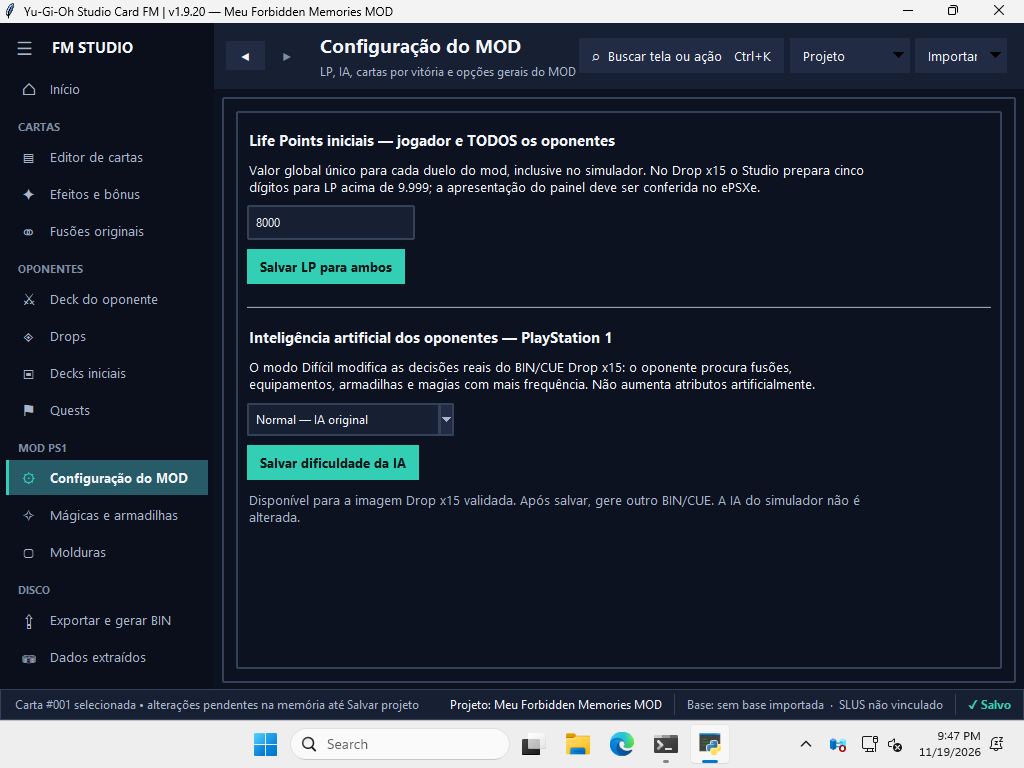 Yu-Gi-Oh Studio Card FM | v1.9.20 — Meu Forbidden Memories MOD
FM STUDIO
Início
CARTAS
Editor de cartas
Efeitos e bônus
Fusões originais
OPONENTES
Deck do oponente
Drops
Decks iniciais
Quests
MOD PS1
Configuração do MOD
Mágicas e armadilhas
Molduras
DISCO
Exportar e gerar BIN
Dados extraídos
Configuração do MOD
LP, IA, cartas por vitória e opções gerais do MOD
Buscar tela ou ação Ctrl+K
Projeto
Importar
Life Points iniciais — jogador e TODOS os oponentes
Valor global único para cada duelo do mod, inclusive no simulador. No Drop x15 o Studio prepara cinco
dígitos para LP acima de 9.999; a apresentação do painel deve ser conferida no ePSXe.
8000
Salvar LP para ambos
Inteligência artificial dos oponentes — PlayStation 1
O modo Difícil modifica as decisões reais do BIN/CUE Drop x15: o oponente procura fusões,
equipamentos, armadilhas e magias com mais frequência. Não aumenta atributos artificialmente.
Normal — IA original
Salvar dificuldade da IA
Disponível para a imagem Drop x15 validada. Após salvar, gere outro BIN/CUE. A IA do simulador não é
alterada.
Carta #001 selecionada • alterações pendentes na memória até Salvar projeto
Projeto: Meu Forbidden Memories MOD
Base: sem base importada · SLUS não vinculado
✓ Salvo
Search
9:47 PM
11/19/2026